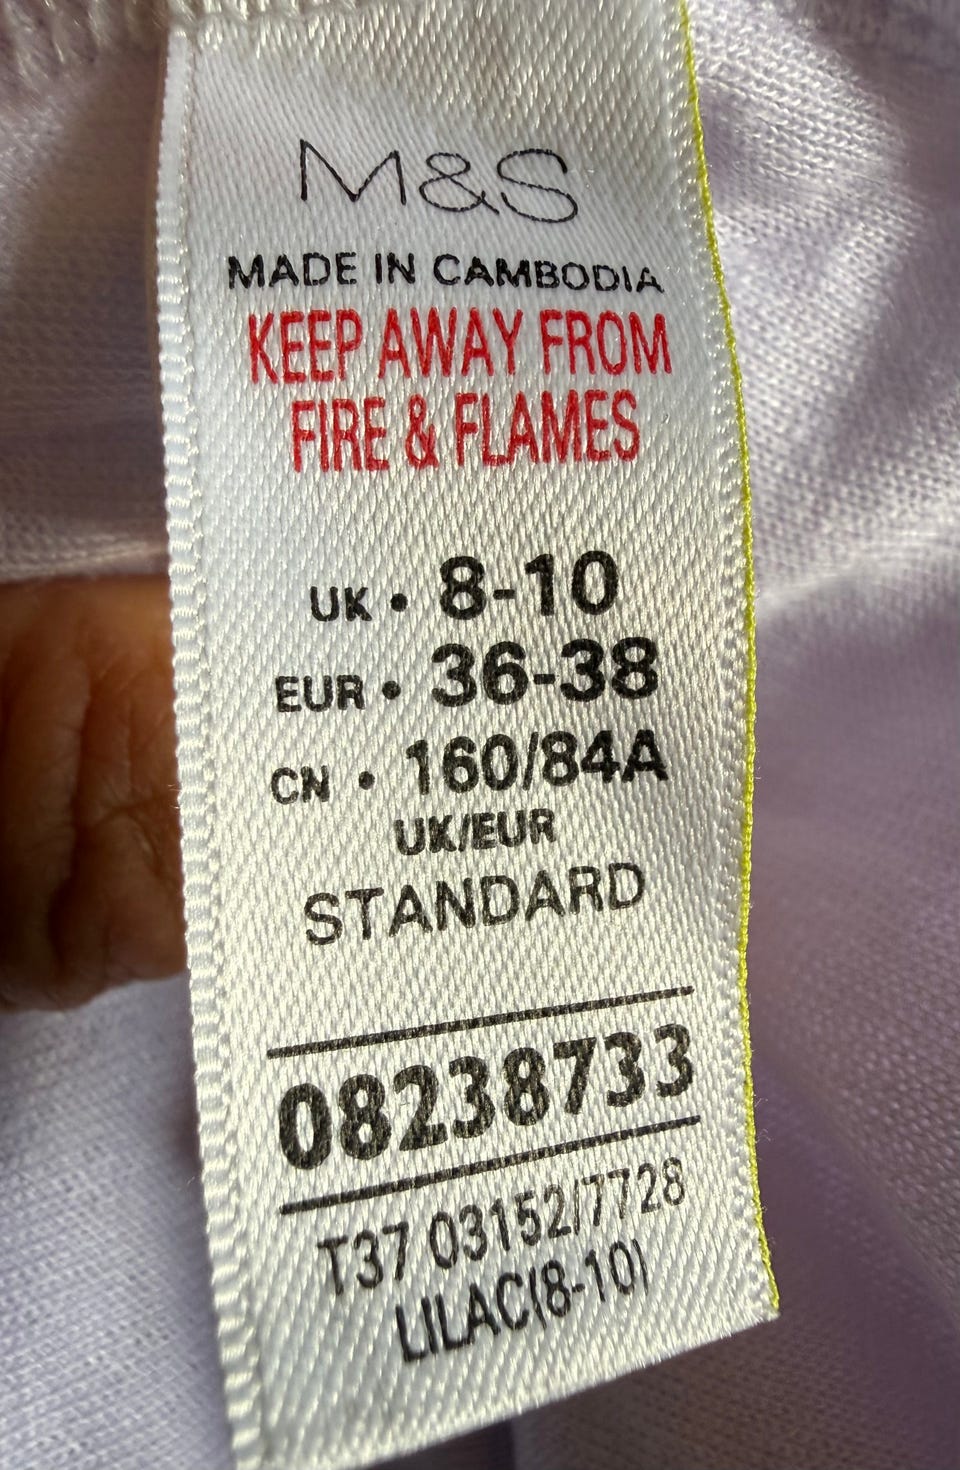 M&S
MADE IN CAMBODIA
KEEP AWAY FROM
FIRE & FLAMES
UK • 8-10
EUR • 36-38
CN • 160/84A
UK/EUR
STANDARD
08238733
T37 03152/7728
LILAC(8-10)